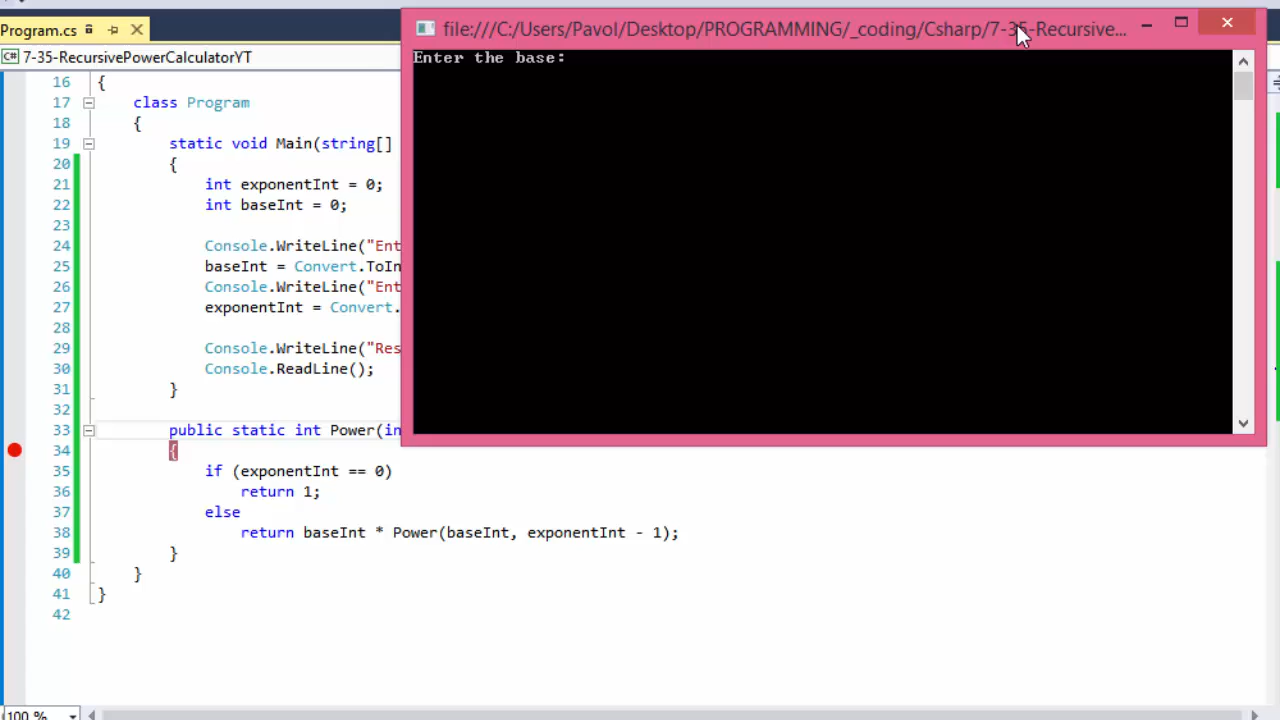 Program.cs
file:///C:/Users/Pavol/Desktop/PROGRAMMING/_coding/Csharp/7-35-Recursive...
C# 7-35-RecursivePowerCalculatorYT
Enter the base:
16 {
17 class Program
18 {
19 static void Main(string[]
20 {
21 int exponentInt = 0;
22 int baseInt = 0;
23
24 Console.WriteLine("Ent
25 baseInt = Convert.ToIn
26 Console.WriteLine("Ent
27 exponentInt = Convert.
28
29 Console.WriteLine("Res
30 Console.ReadLine();
31 }
32
33 public static int Power(in
34 {
35 if (exponentInt == 0)
36 return 1;
37 else
38 return baseInt * Power(baseInt, exponentInt - 1);
39 }
40 }
41 }
42
100 %